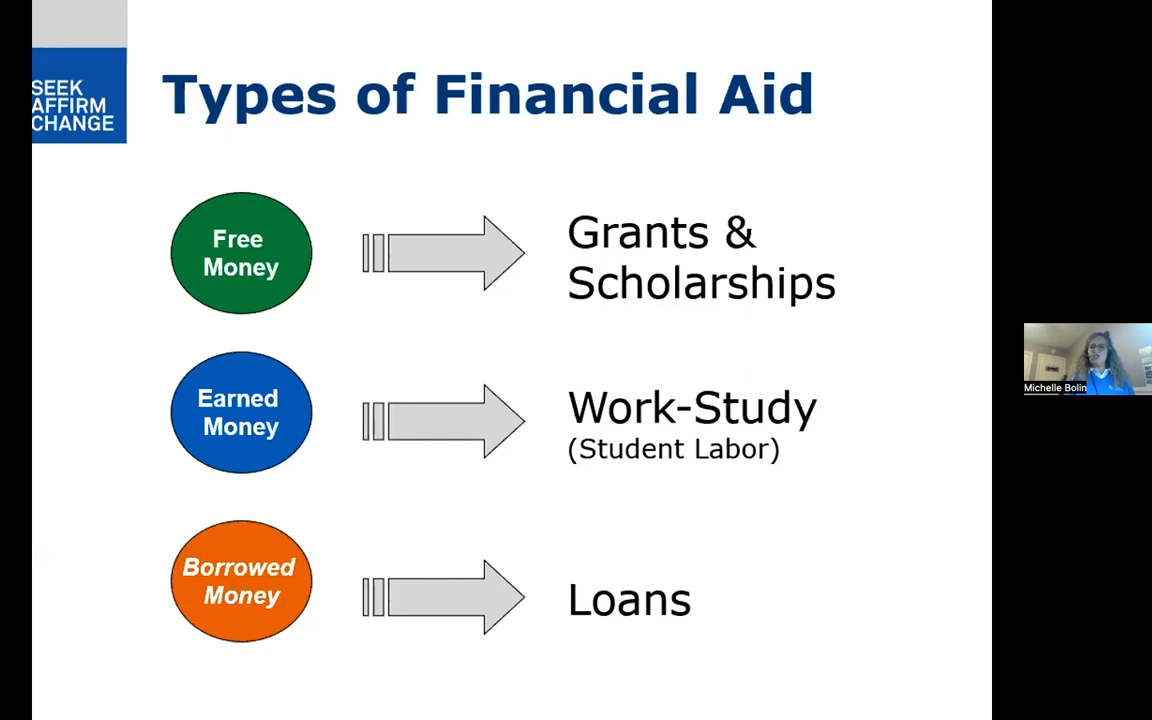 SEEK
AFFIRM
CHANGE
Types of Financial Aid
Free
Money
Grants &
Scholarships
Earned
Money
Work-Study
(Student Labor)
Borrowed
Money
Loans
Michelle Bolin